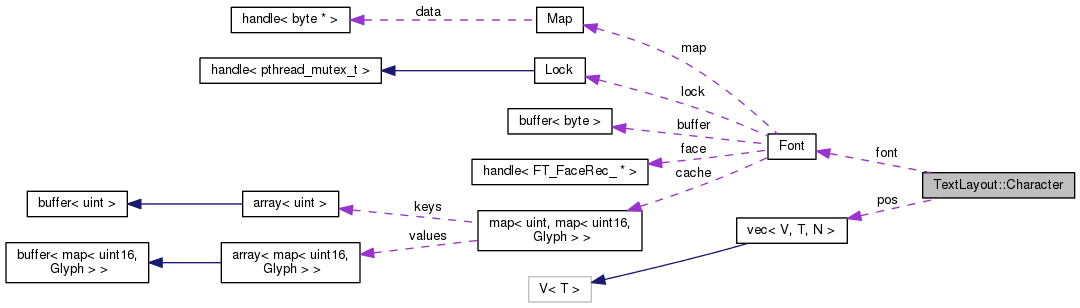 handle< byte * >
data
Map
map
handle< pthread_mutex_t >
Lock
lock
buffer< byte >
buffer
Font
face
font
handle< FT_FaceRec_ * >
cache
TextLayout::Character
buffer< uint >
array< uint >
keys
pos
map< uint, map< uint16,
Glyph > >
vec< V, T, N >
values
buffer< map< uint16,
Glyph > >
array< map< uint16,
Glyph > >
V< T >